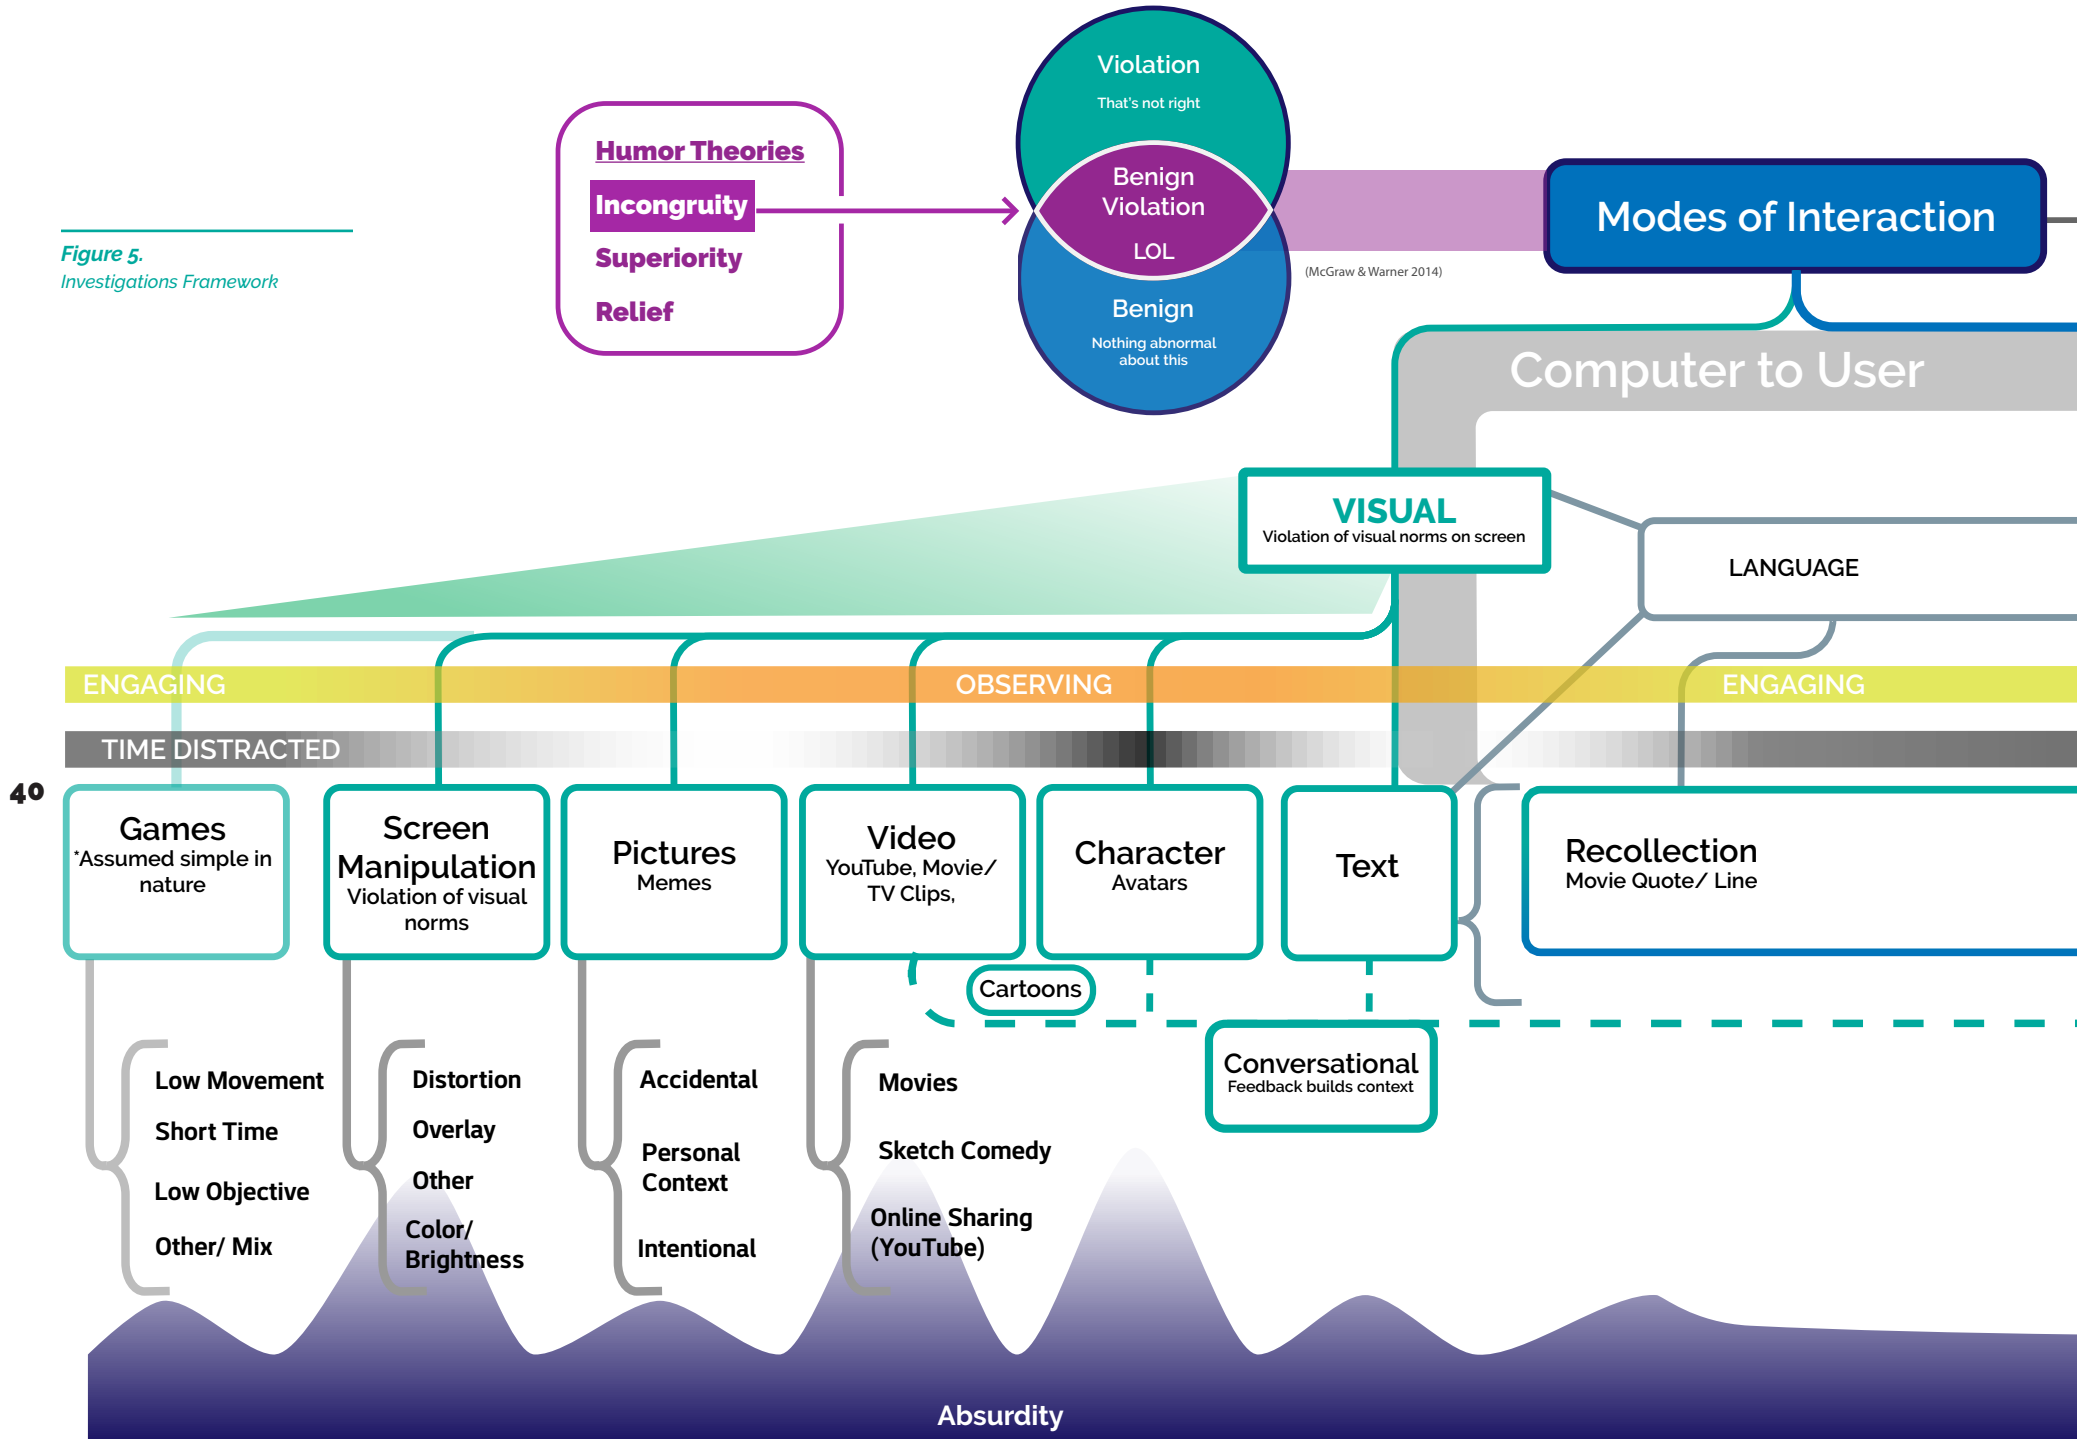 Violation
That's not right
Humor Theories
Incongruity
Superiority
Relief
Benign
Violation
LOL
Benign
Nothing abnormal
about this
(McGraw & Warner 2014)
Modes of Interaction
Figure 5.
Investigations Framework
Computer to User
VISUAL
Violation of visual norms on screen
LANGUAGE
ENGAGING
OBSERVING
ENGAGING
TIME DISTRACTED
40
Games
*Assumed simple in
nature
Screen
Manipulation
Violation of visual
norms
Pictures
Memes
Video
YouTube, Movie/
TV Clips,
Character
Avatars
Text
Recollection
Movie Quote/ Line
Cartoons
Conversational
Feedback builds context
Low Movement
Short Time
Low Objective
Other/ Mix
Distortion
Overlay
Other
Color/
Brightness
Accidental
Personal
Context
Intentional
Movies
Sketch Comedy
Online Sharing
(YouTube)
Absurdity